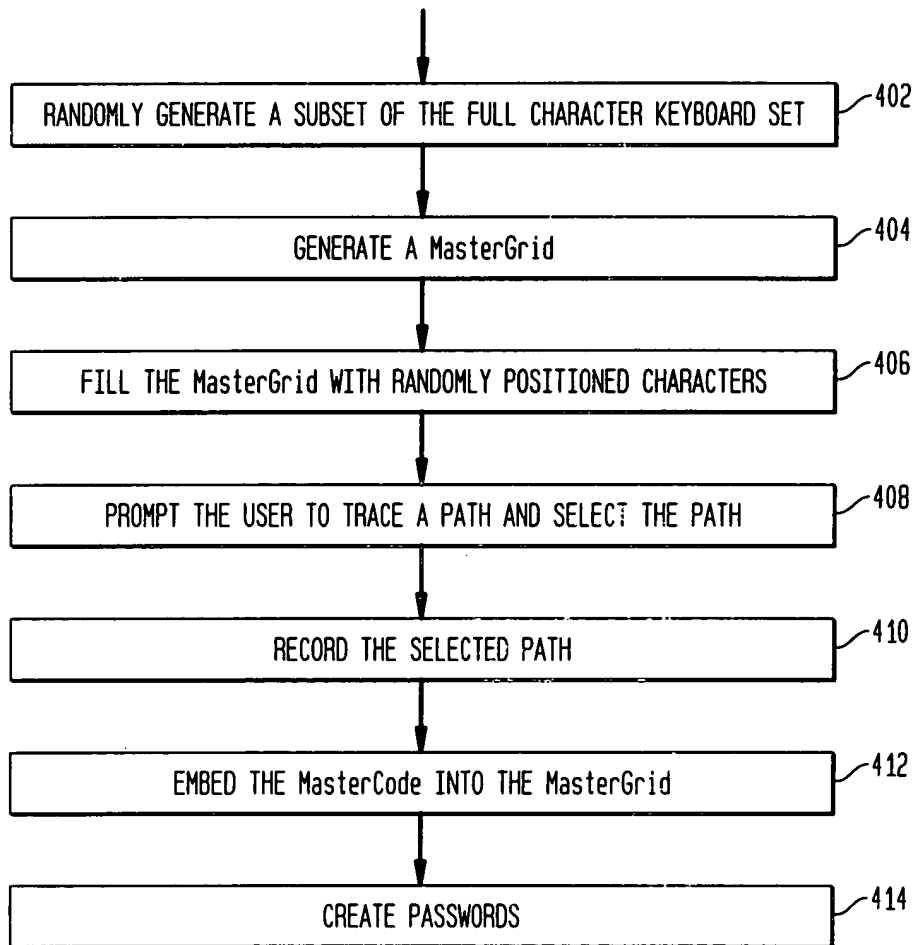 RANDOMLY GENERATE A SUBSET OF THE FULL CHARACTER KEYBOARD SET
402
GENERATE A MasterGrid
404
FILL THE MasterGrid WITH RANDOMLY POSITIONED CHARACTERS
406
PROMPT THE USER TO TRACE A PATH AND SELECT THE PATH
408
RECORD THE SELECTED PATH
410
EMBED THE MasterCode INTO THE MasterGrid
412
CREATE PASSWORDS
414